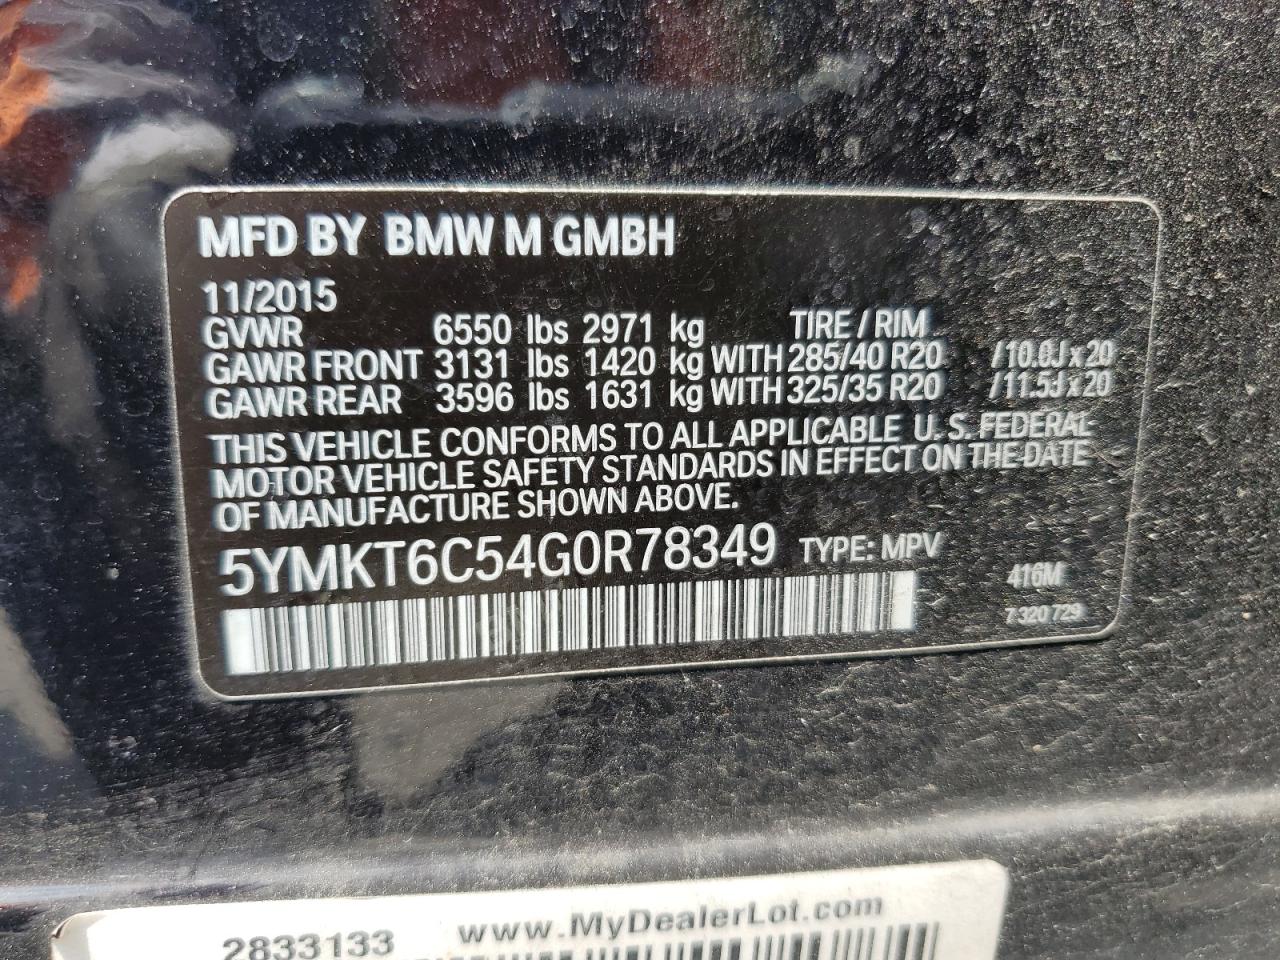 MFD BY BMW M GMBH
11/2015
GVWR 6550 lbs 2971 kg TIRE / RIM
GAWR FRONT 3131 lbs 1420 kg WITH 285/40 R20 /10.0J x 20
GAWR REAR 3596 lbs 1631 kg WITH 325/35 R20 /11.5J x 20
THIS VEHICLE CONFORMS TO ALL APPLICABLE U.S. FEDERAL
MOTOR VEHICLE SAFETY STANDARDS IN EFFECT ON THE DATE
OF MANUFACTURE SHOWN ABOVE.
5YMKT6C54G0R78349 TYPE: MPV
416M
7 320 729
2833133 www.MyDealerLot.com